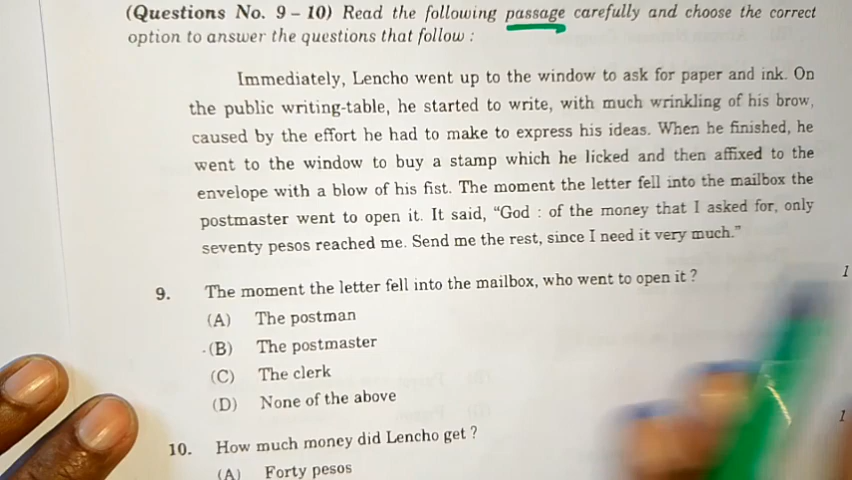 (Questions No. 9 – 10) Read the following passage carefully and choose the correct
option to answer the questions that follow :
Immediately, Lencho went up to the window to ask for paper and ink. On
the public writing-table, he started to write, with much wrinkling of his brow,
caused by the effort he had to make to express his ideas. When he finished, he
went to the window to buy a stamp which he licked and then affixed to the
envelope with a blow of his fist. The moment the letter fell into the mailbox the
postmaster went to open it. It said, “God : of the money that I asked for, only
seventy pesos reached me. Send me the rest, since I need it very much.”
9. The moment the letter fell into the mailbox, who went to open it ? 1
(A) The postman
(B) The postmaster
(C) The clerk
(D) None of the above
10. How much money did Lencho get ? 1
(A) Forty pesos